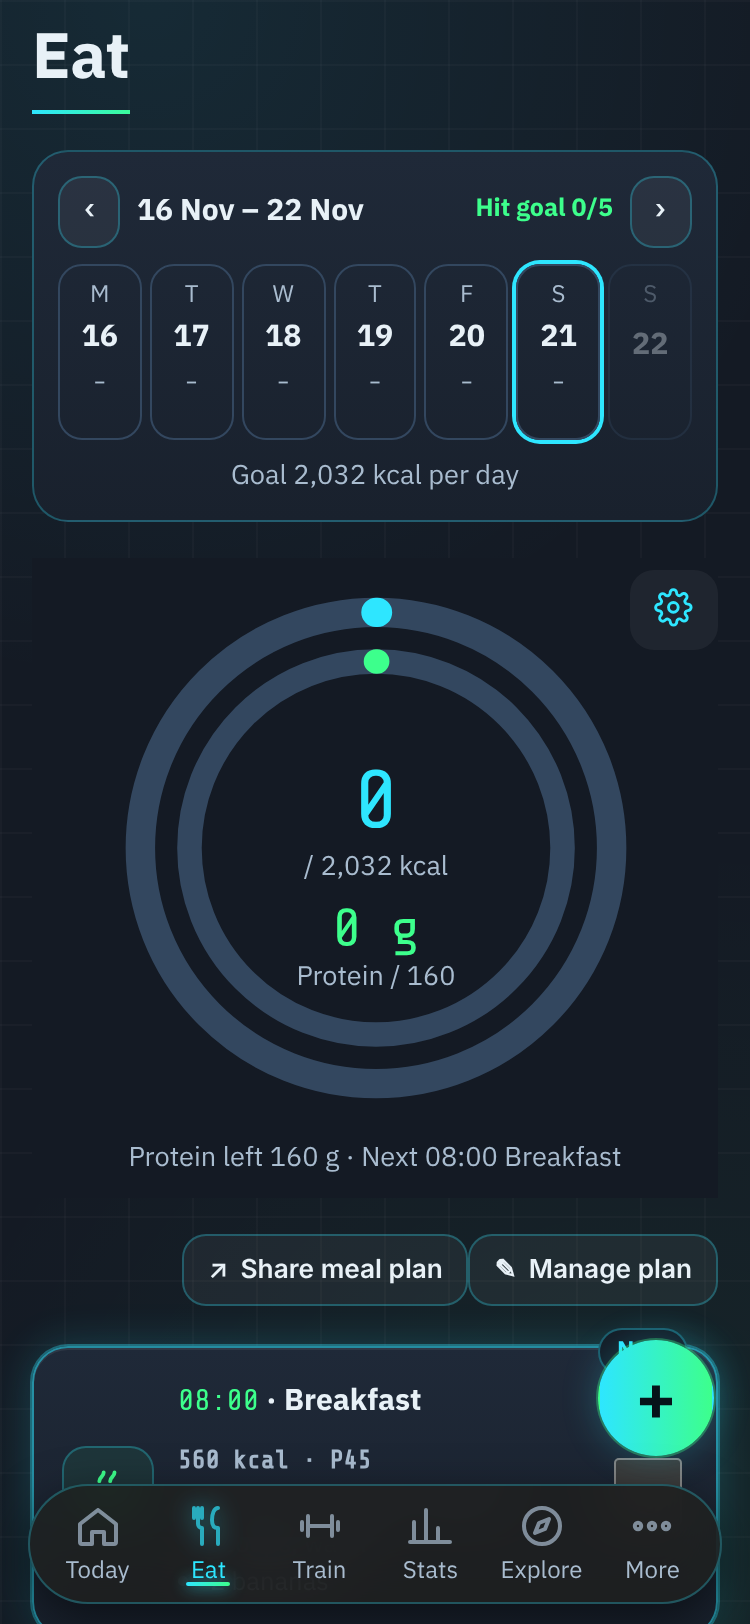 Eat
‹ 16 Nov – 22 Nov Hit goal 0/5 ›
M T W T F S S
16 17 18 19 20 21 22
– – – – – –
Goal 2,032 kcal per day
0
/ 2,032 kcal
0 g
Protein / 160
Protein left 160 g · Next 08:00 Breakfast
↗ Share meal plan ✎ Manage plan
08:00 · Breakfast
+
560 kcal · P45
bananas
Today Eat Train Stats Explore More